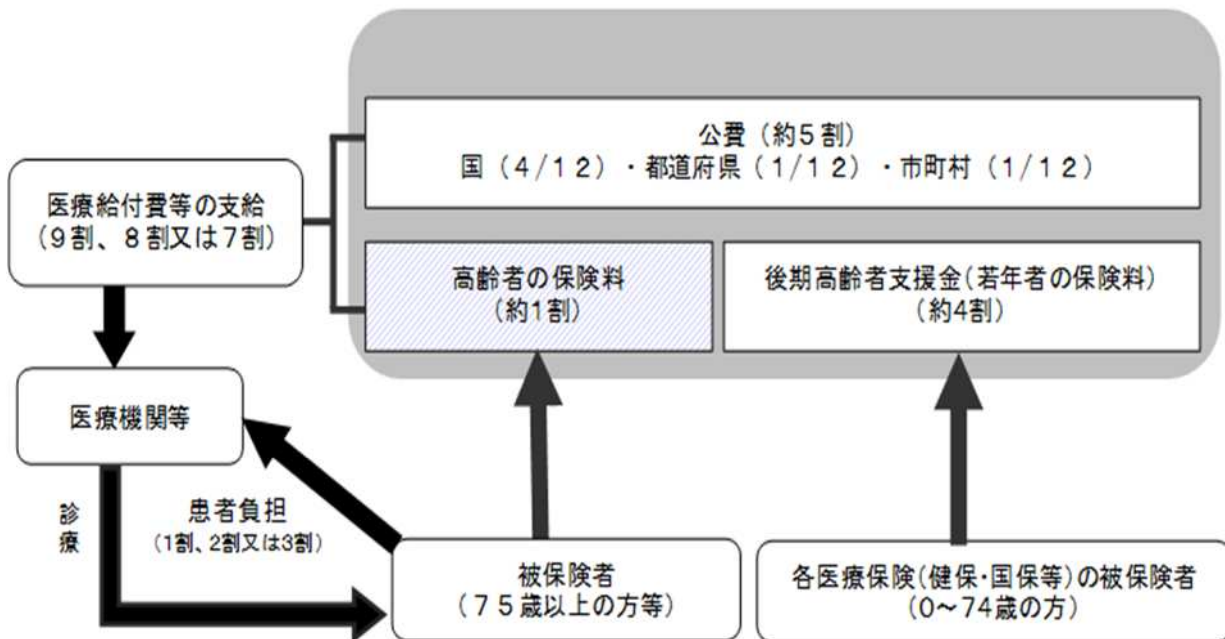 公費（約５割）
国（４/１２）・都道府県（１/１２）・市町村（１/１２）
医療給付費等の支給
（９割、８割又は７割）
高齢者の保険料
（約1割）
後期高齢者支援金（若年者の保険料）
（約4割）
医療機関等
診療
患者負担
（1割、2割又は3割）
被保険者
（７５歳以上の方等）
各医療保険（健保・国保等）の被保険者
（0～74歳の方）